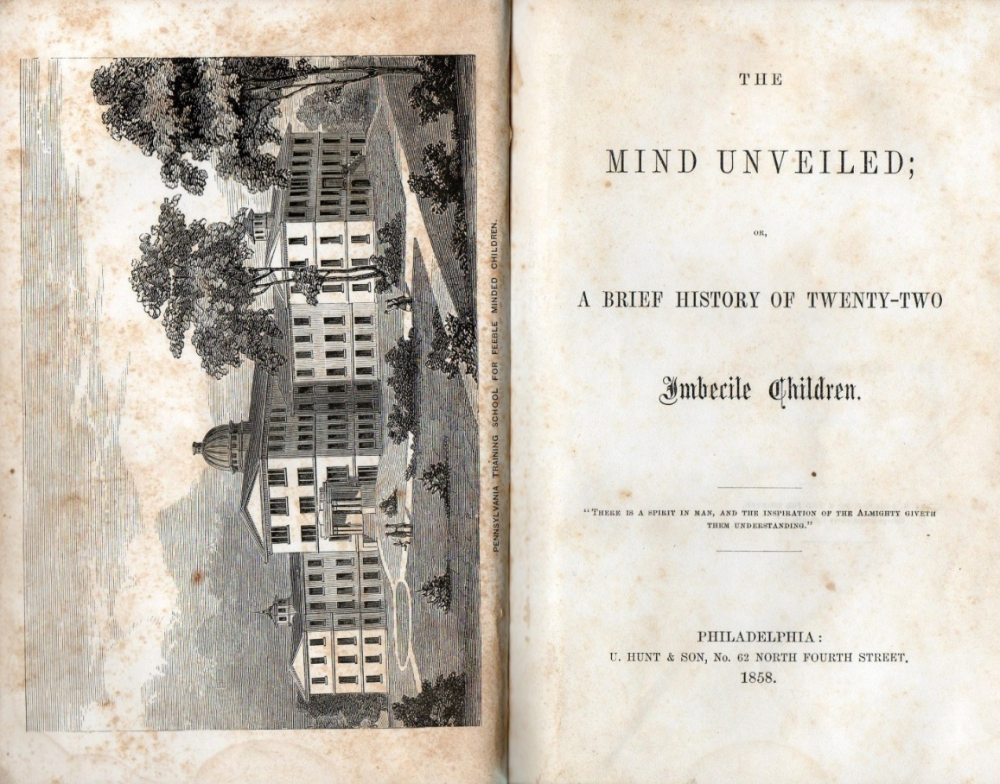 PENNSYLVANIA TRAINING SCHOOL FOR FEEBLE MINDED CHILDREN.
THE
MIND UNVEILED;
OR,
A BRIEF HISTORY OF TWENTY-TWO
Imbecile Children.
"There is a spirit in man, and the inspiration of the Almighty giveth
them understanding."
PHILADELPHIA:
U. HUNT & SON, No. 62 NORTH FOURTH STREET.
1858.